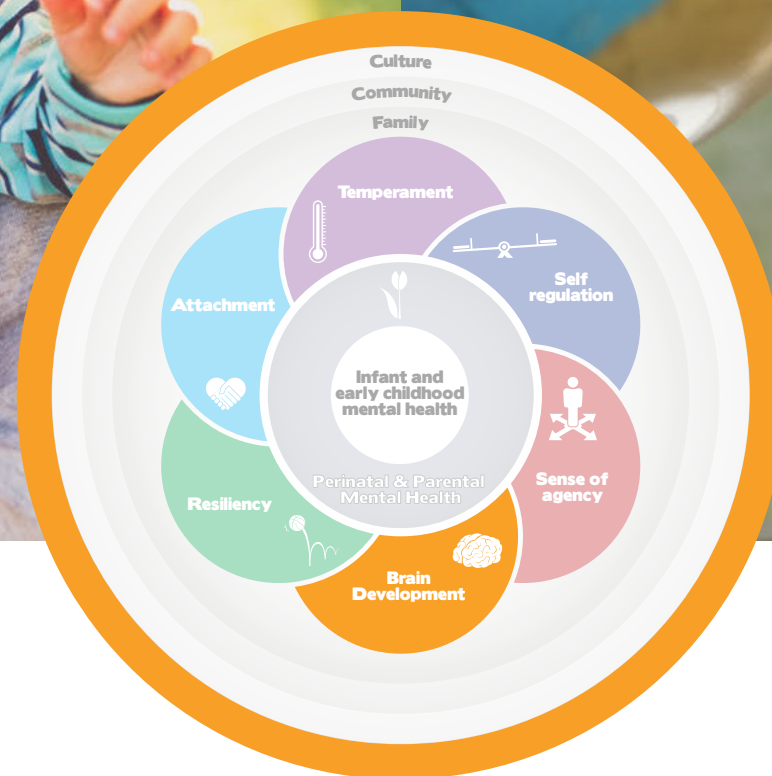 Culture
Community
Family
Temperament
Self
regulation
Attachment
Infant and
early childhood
mental health
Sense of
agency
Perinatal & Parental
Mental Health
Resiliency
Brain
Development